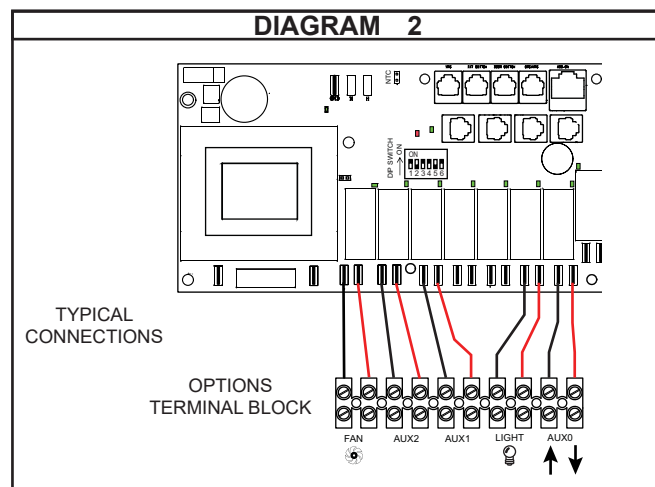 DIAGRAM 2
NTC
DIP SWITCH
ON
ON
1 2 3 4 5 6
TYPICAL
CONNECTIONS
OPTIONS
TERMINAL BLOCK
FAN
AUX2
AUX1
LIGHT
AUX0